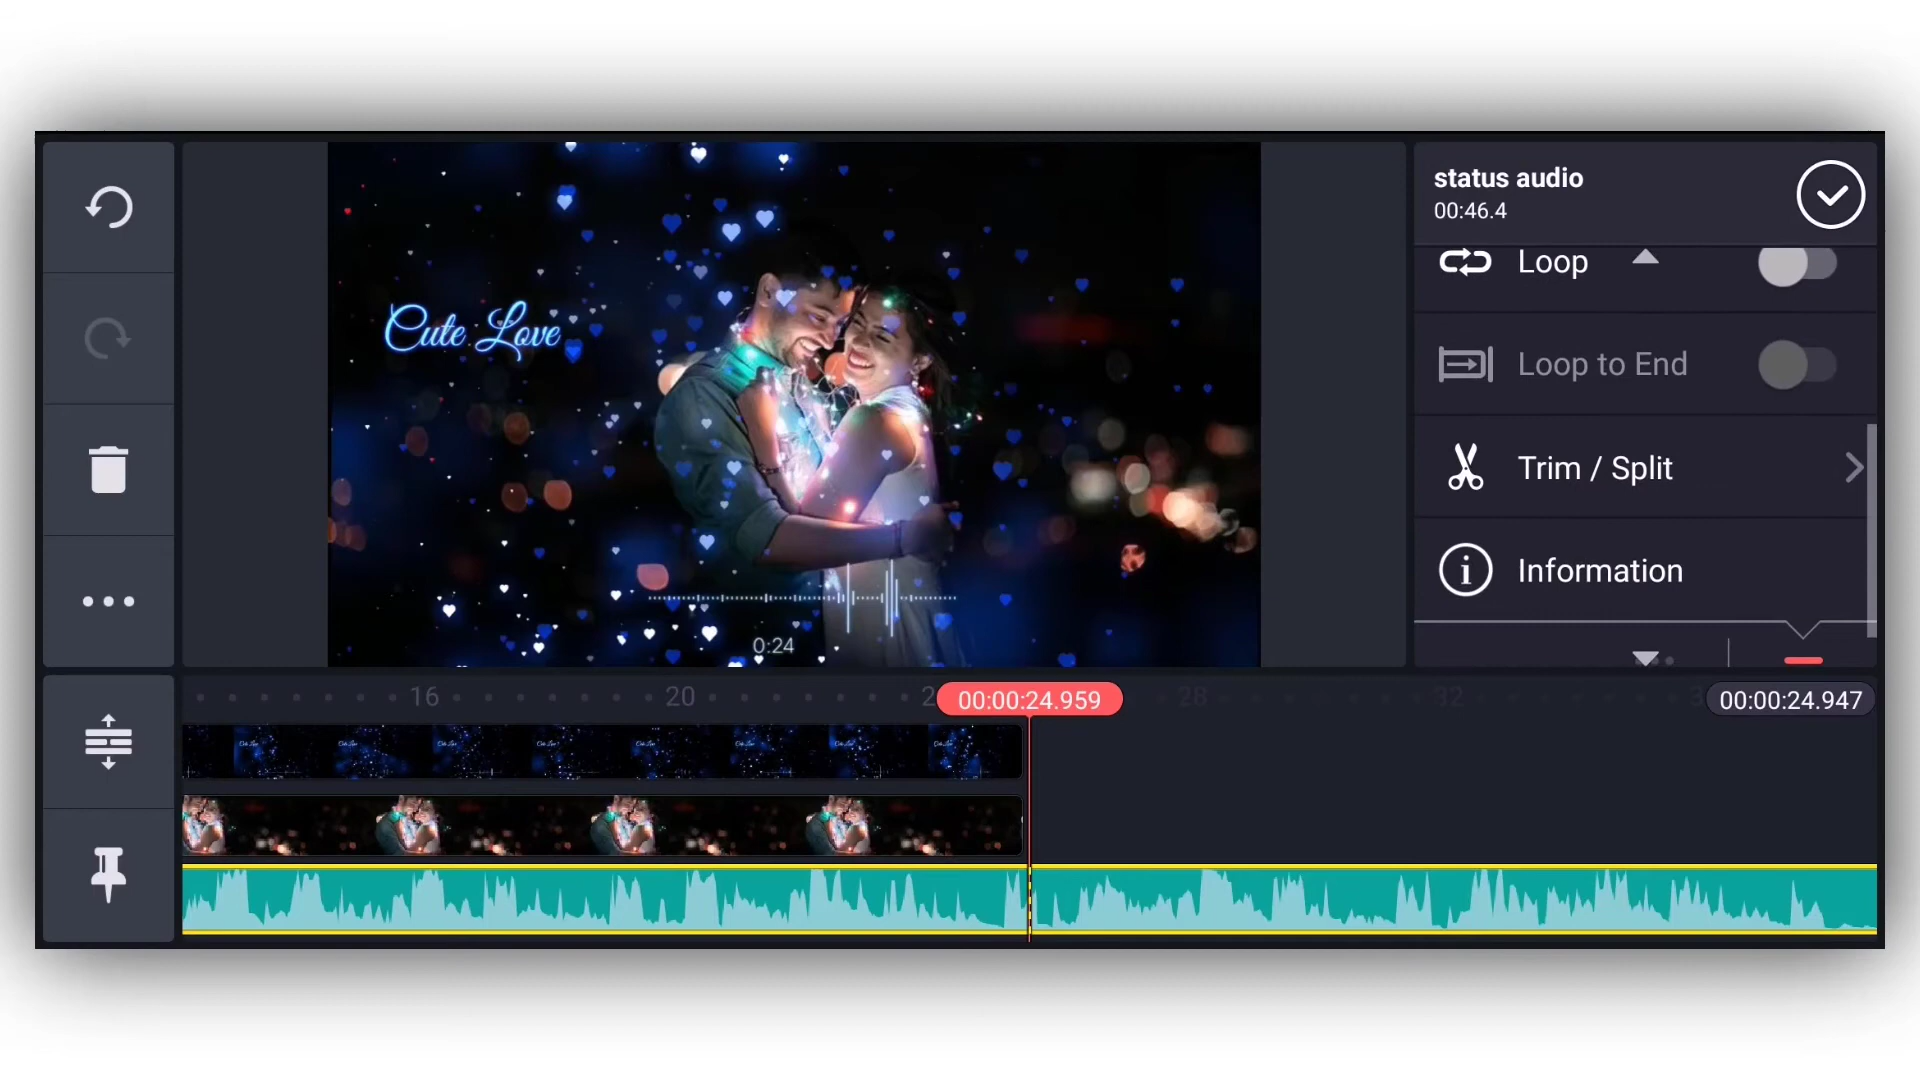 status audio
00:46.4
Loop
Loop to End
Trim / Split
Information
Cute Love
0:24
16
20
00:00:24.959
28
32
00:00:24.947